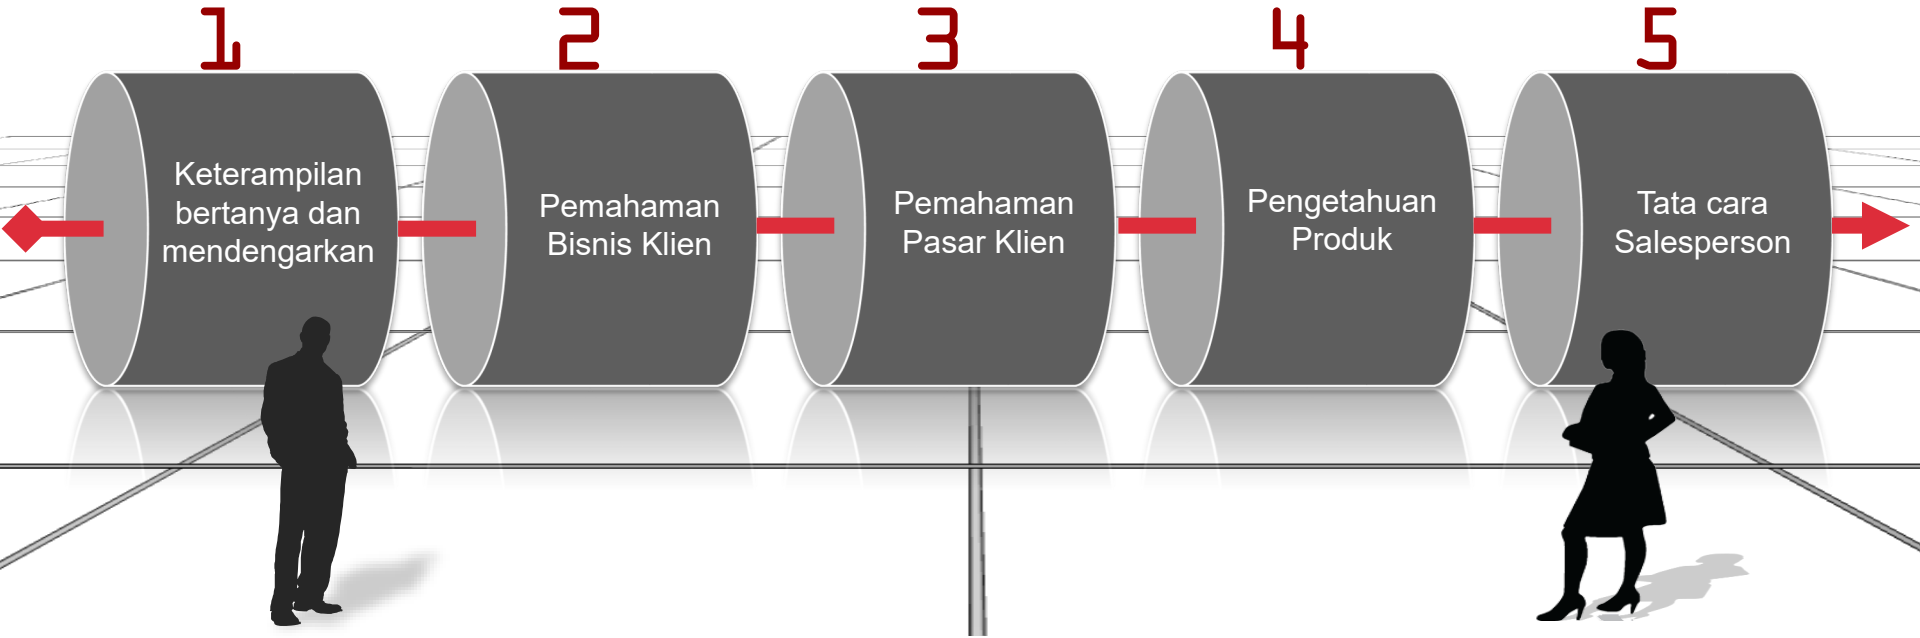 1
2
3
4
5
Keterampilan
bertanya dan
mendengarkan
Pemahaman
Bisnis Klien
Pemahaman
Pasar Klien
Pengetahuan
Produk
Tata cara
Salesperson